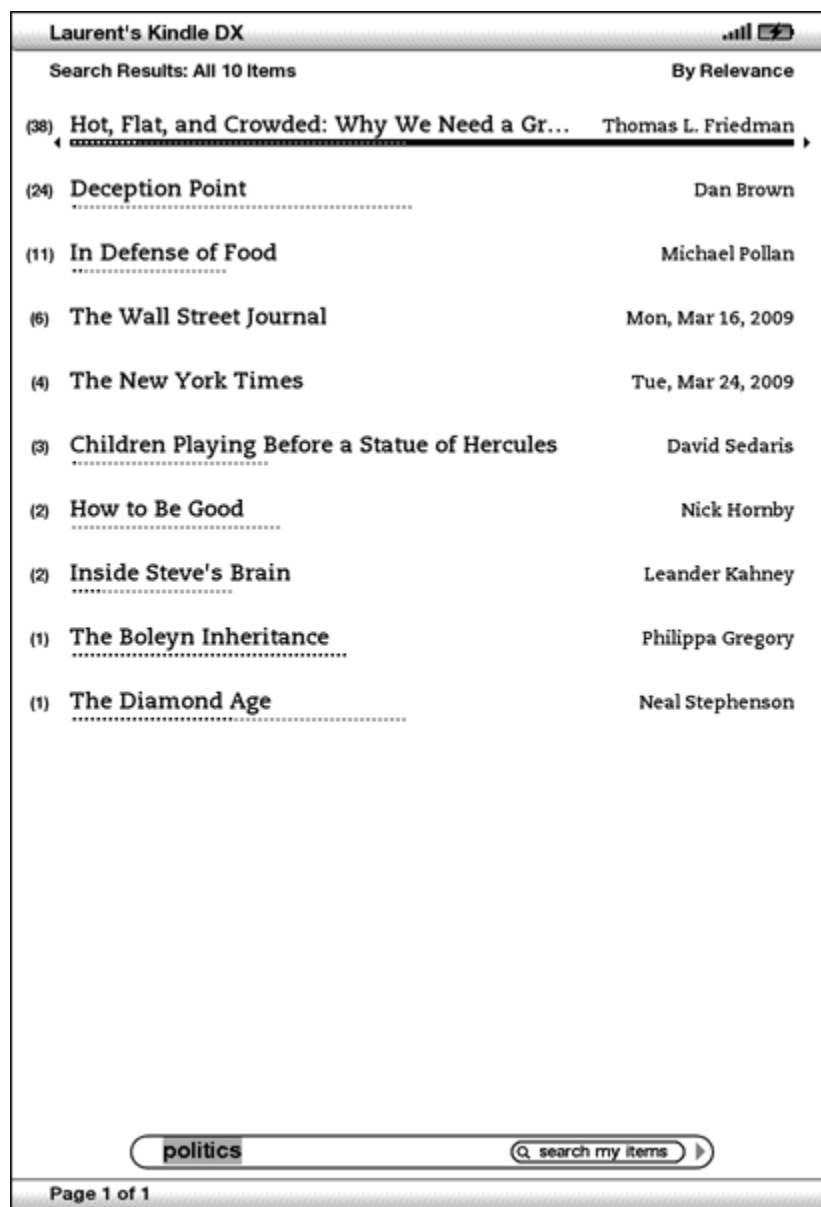 Laurent's Kindle DX
Search Results: All 10 Items By Relevance
(38) Hot, Flat, and Crowded: Why We Need a Gr... Thomas L. Friedman
(24) Deception Point Dan Brown
(11) In Defense of Food Michael Pollan
(6) The Wall Street Journal Mon, Mar 16, 2009
(4) The New York Times Tue, Mar 24, 2009
(3) Children Playing Before a Statue of Hercules David Sedaris
(2) How to Be Good Nick Hornby
(2) Inside Steve's Brain Leander Kahney
(1) The Boleyn Inheritance Philippa Gregory
(1) The Diamond Age Neal Stephenson
politics search my items
Page 1 of 1